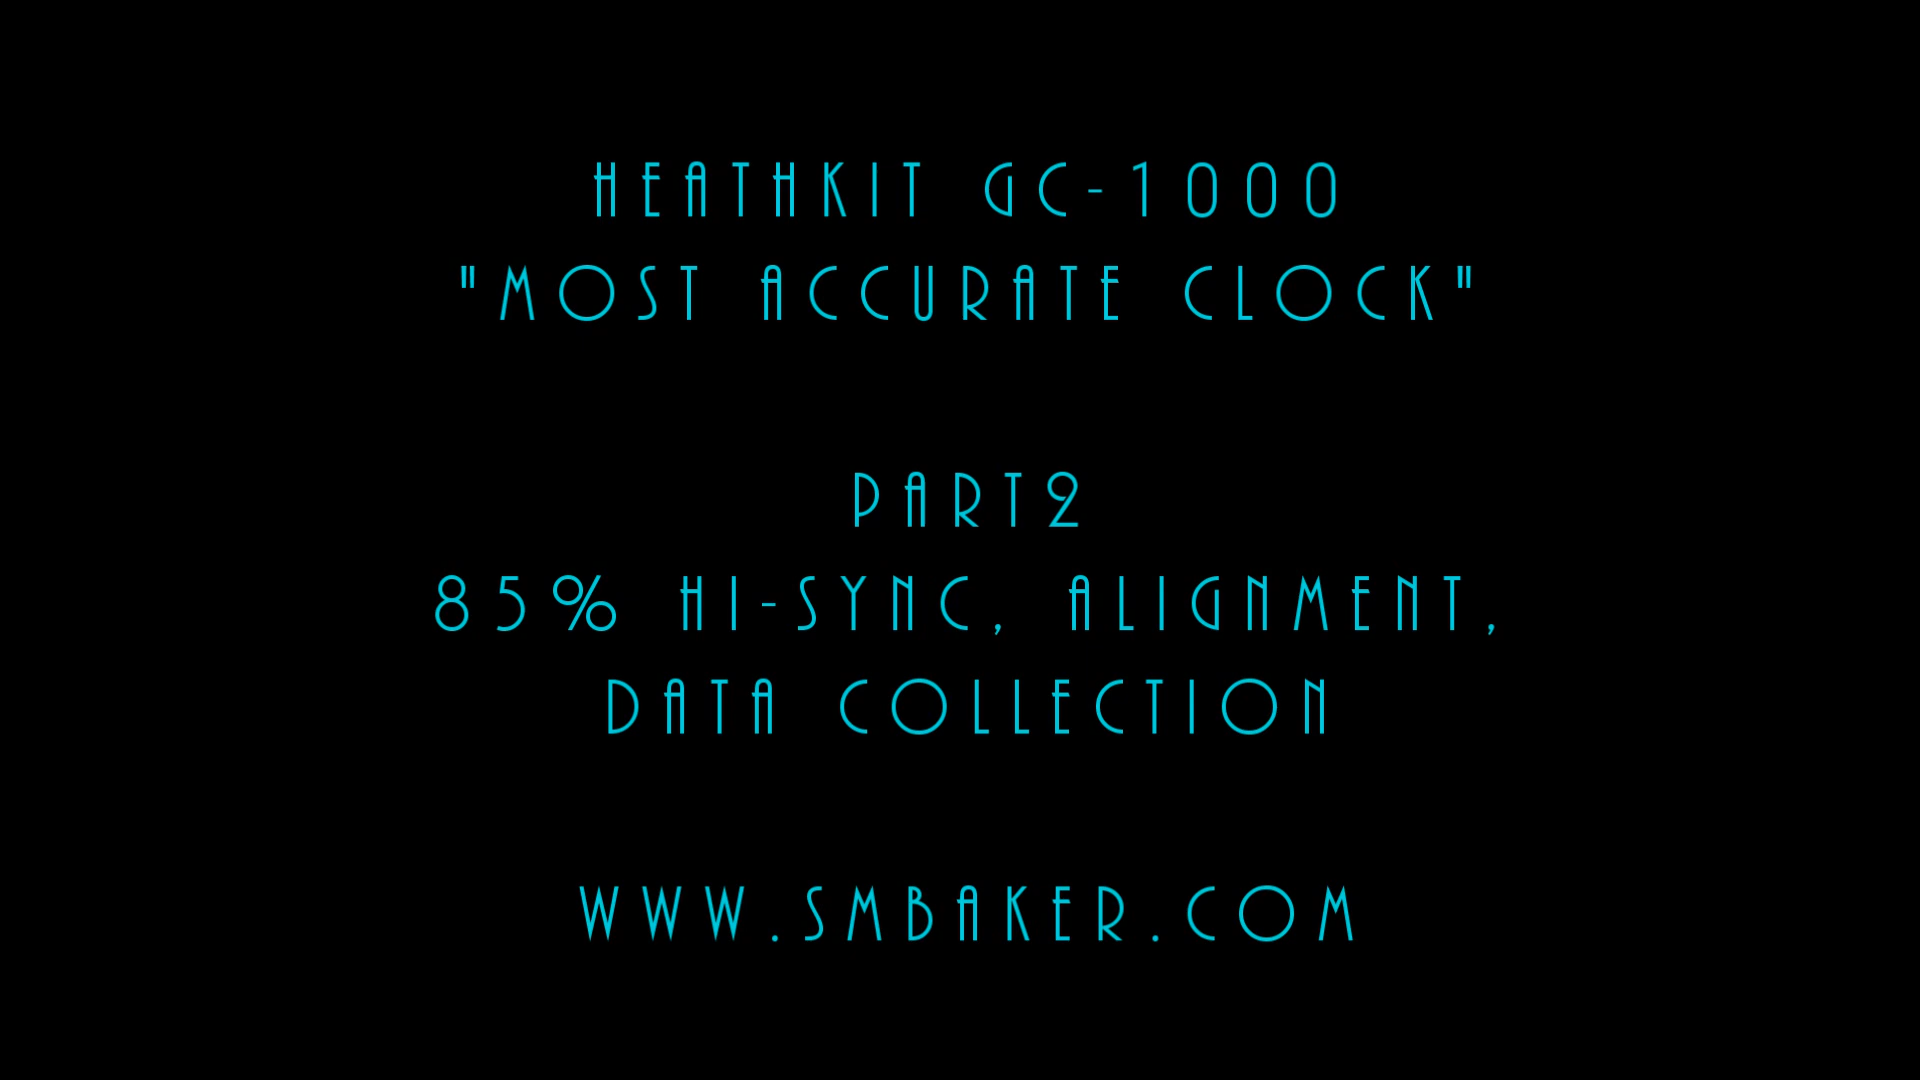 HEATHKIT GC-1000
"MOST ACCURATE CLOCK"
PART2
85% HI-SYNC, ALIGNMENT,
DATA COLLECTION
WWW.SMBAKER.COM